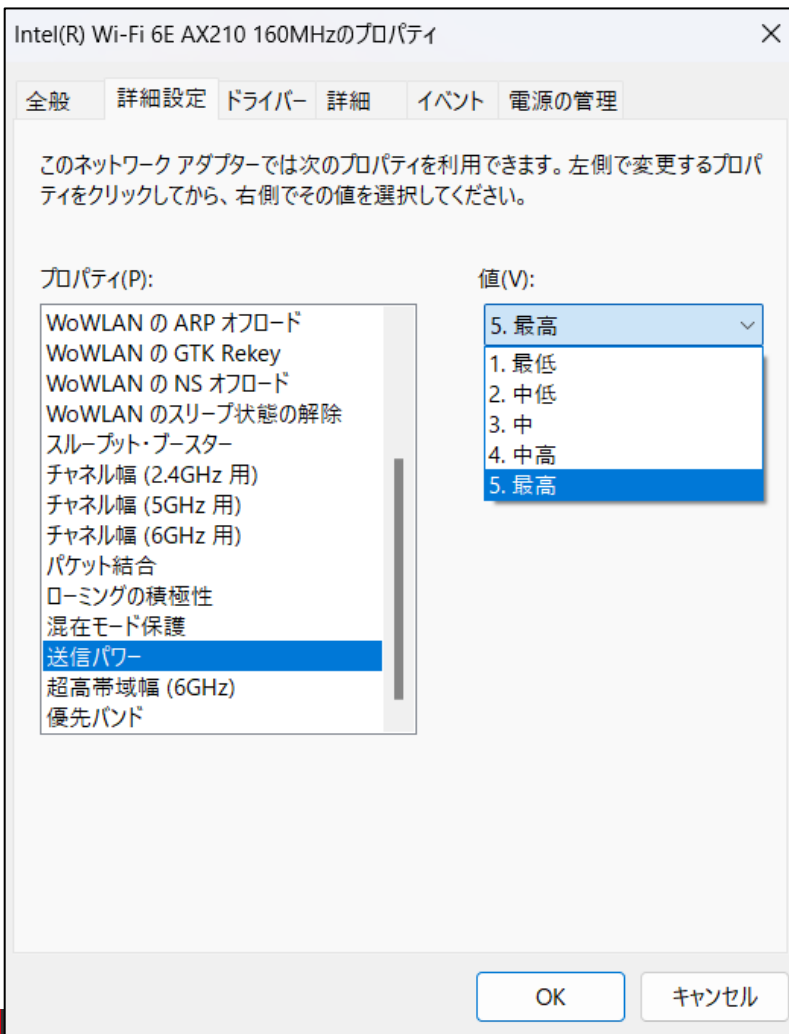 Intel(R) Wi-Fi 6E AX210 160MHzのプロパティ
全般
詳細設定
ドライバー
詳細
イベント
電源の管理
このネットワーク アダプターでは次のプロパティを利用できます。左側で変更するプロパ
ティをクリックしてから、右側でその値を選択してください。
プロパティ(P):
WoWLAN の ARP オフロード
WoWLAN の GTK Rekey
WoWLAN の NS オフロード
WoWLAN のスリープ状態の解除
スループット・ブースター
チャネル幅 (2.4GHz 用)
チャネル幅 (5GHz 用)
チャネル幅 (6GHz 用)
パケット結合
ローミングの積極性
混在モード保護
送信パワー
超高帯域幅 (6GHz)
優先バンド
値(V):
5. 最高
1. 最低
2. 中低
3. 中
4. 中高
5. 最高
OK
キャンセル